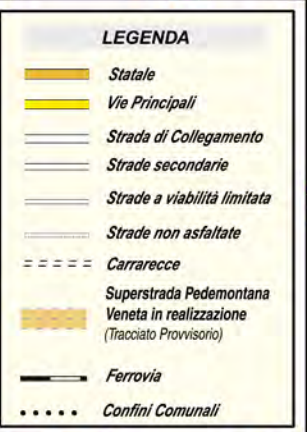 LEGENDA
Statale
Vie Principali
Strada di Collegamento
Strade secondarie
Strade a viabilità limitata
Strade non asfaltate
Carrarecce
Superstrada Pedemontana
Veneta in realizzazione
(Tracciato Provvisorio)
Ferrovia
Confini Comunali